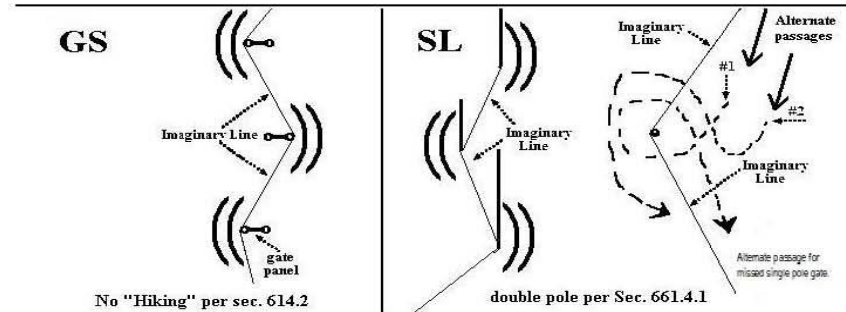 GS
Imaginary Line
gate
panel
No "Hiking" per sec. 614.2
SL
Imaginary
Line
double pole per Sec. 661.4.1
Imaginary
Line
Alternate
passages
#1
#2
Imaginary
Line
Alternate passage for
missed single pole gate.